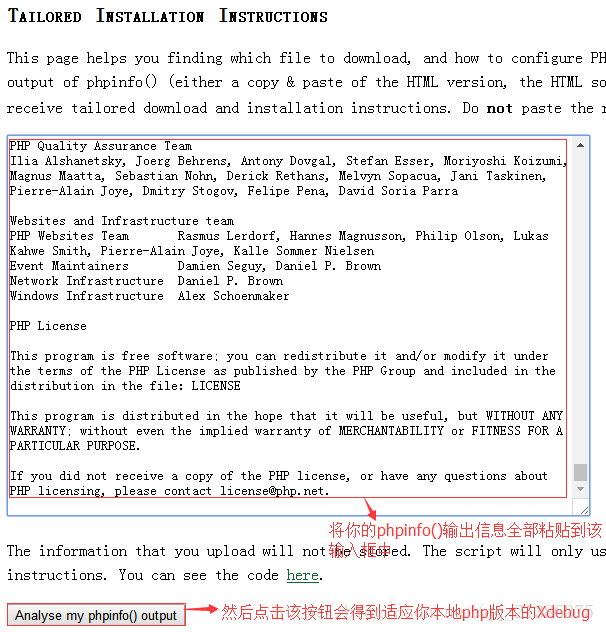 Tailored Installation Instructions
This page helps you finding which file to download, and how to configure PH
output of phpinfo() (either a copy & paste of the HTML version, the HTML so
receive tailored download and installation instructions. Do not paste the r
PHP Quality Assurance Team
Ilia Alshanetsky, Joerg Behrens, Antony Dovgal, Stefan Esser, Moriyoshi Koizumi,
Magnus Maatta, Sebastian Nohn, Derick Rethans, Melvyn Sopacua, Jani Taskinen,
Pierre-Alain Joye, Dmitry Stogov, Felipe Pena, David Soria Parra
Websites and Infrastructure team
PHP Websites Team Rasmus Lerdorf, Hannes Magnusson, Philip Olson, Lukas
Kahwe Smith, Pierre-Alain Joye, Kalle Sommer Nielsen
Event Maintainers Damien Seguy, Daniel P. Brown
Network Infrastructure Daniel P. Brown
Windows Infrastructure Alex Schoenmaker
PHP License
This program is free software; you can redistribute it and/or modify it under
the terms of the PHP License as published by the PHP Group and included in the
distribution in the file: LICENSE
This program is distributed in the hope that it will be useful, but WITHOUT ANY
WARRANTY; without even the implied warranty of MERCHANTABILITY or FITNESS FOR A
PARTICULAR PURPOSE.
If you did not receive a copy of the PHP license, or have any questions about
PHP licensing, please contact license@php.net.
将你的phpinfo()输出信息全部粘贴到该
输入框中
The information that you upload will not be stored. The script will only us
instructions. You can see the code here.
Analyse my phpinfo() output
然后点击该按钮会得到适应你本地php版本的Xdebug